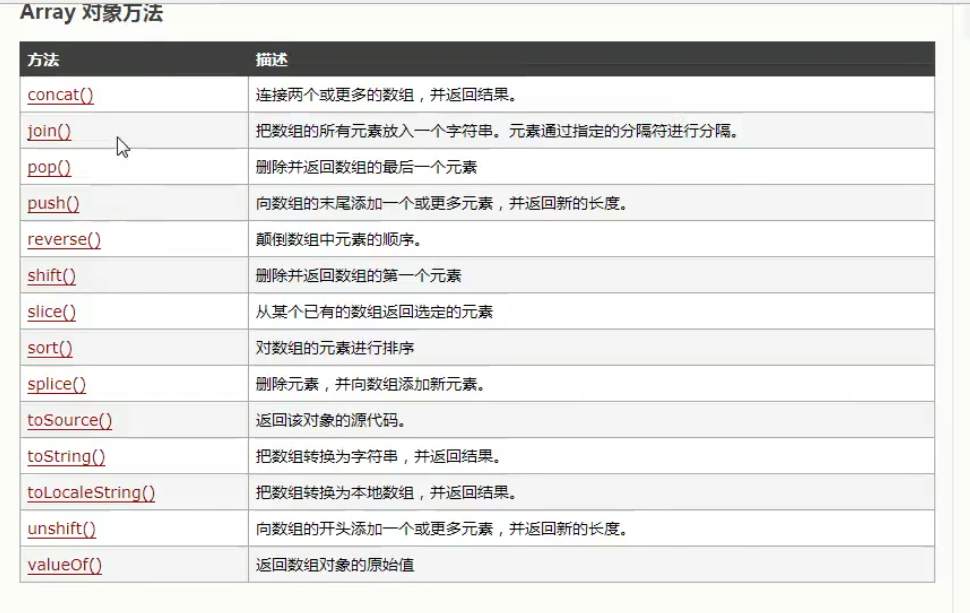 Array 对象方法
方法 描述
concat() 连接两个或更多的数组，并返回结果。
join() 把数组的所有元素放入一个字符串。元素通过指定的分隔符进行分隔。
pop() 删除并返回数组的最后一个元素
push() 向数组的末尾添加一个或更多元素，并返回新的长度。
reverse() 颠倒数组中元素的顺序。
shift() 删除并返回数组的第一个元素
slice() 从某个已有的数组返回选定的元素
sort() 对数组的元素进行排序
splice() 删除元素，并向数组添加新元素。
toSource() 返回该对象的源代码。
toString() 把数组转换为字符串，并返回结果。
toLocaleString() 把数组转换为本地数组，并返回结果。
unshift() 向数组的开头添加一个或更多元素，并返回新的长度。
valueOf() 返回数组对象的原始值